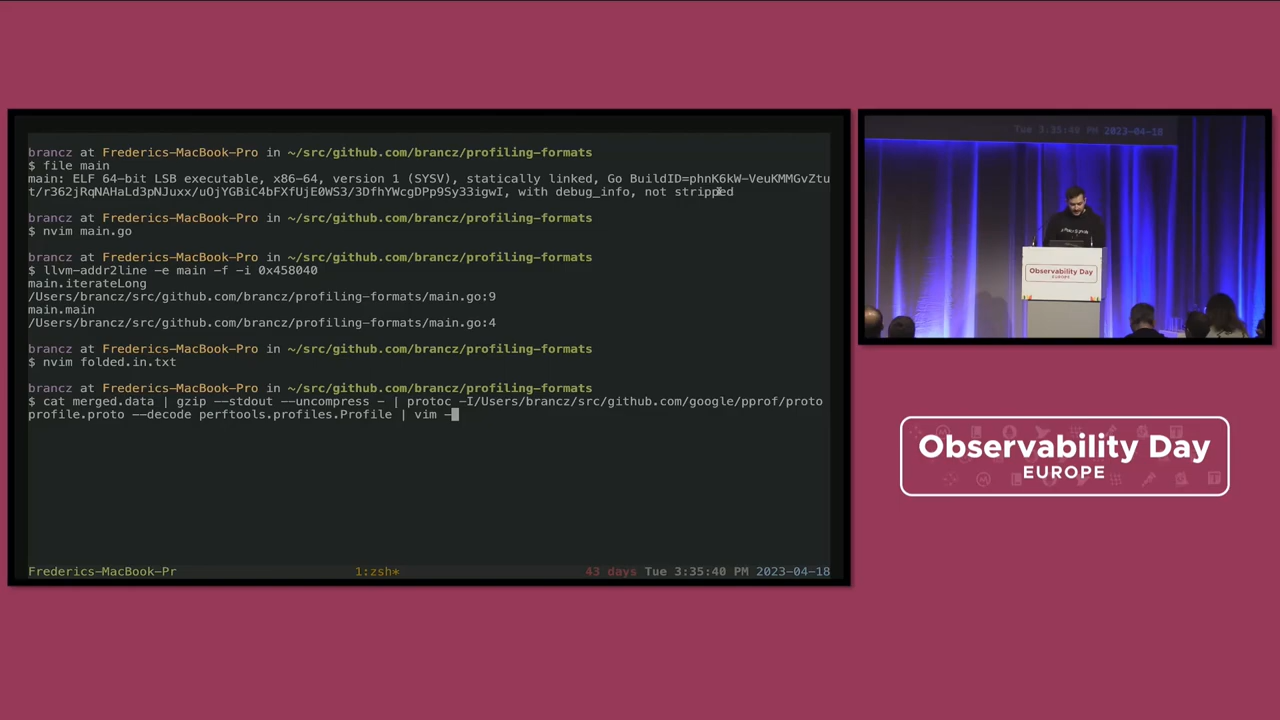 brancz at Frederics-MacBook-Pro in ~/src/github.com/brancz/profiling-formats
$ file main
main: ELF 64-bit LSB executable, x86-64, version 1 (SYSV), statically linked, Go BuildID=phnK6kW-VeuKMMGvZtu
t/r362jRqNAHaLd3pNJuxx/uOjYGBiC4bFXfUjE0WS3/3DfhYWcgDPp9Sy33igwI, with debug_info, not stripped
brancz at Frederics-MacBook-Pro in ~/src/github.com/brancz/profiling-formats
$ nvim main.go
brancz at Frederics-MacBook-Pro in ~/src/github.com/brancz/profiling-formats
$ llvm-addr2line -e main -f -i 0x458040
main.iterateLong
/Users/brancz/src/github.com/brancz/profiling-formats/main.go:9
main.main
/Users/brancz/src/github.com/brancz/profiling-formats/main.go:4
brancz at Frederics-MacBook-Pro in ~/src/github.com/brancz/profiling-formats
$ nvim folded.in.txt
brancz at Frederics-MacBook-Pro in ~/src/github.com/brancz/profiling-formats
$ cat merged.data | gzip --stdout --uncompress - | protoc -I/Users/brancz/src/github.com/google/pprof/proto
profile.proto --decode perftools.profiles.Profile | vim -
Frederics-MacBook-Pr 1:zsh* 43 days Tue 3:35:40 PM 2023-04-18
Tue 3:35:40 PM 2023-04-18
Observability Day
EUROPE
Observability Day
EUROPE